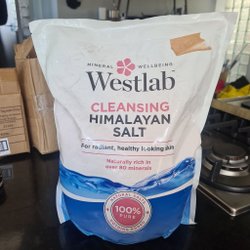 MINERAL WELLBEING
Westlab
CLEANSING
HIMALAYAN
SALT
For radiant, healthy looking skin
Naturally rich in
over 80 minerals
100%
PURE